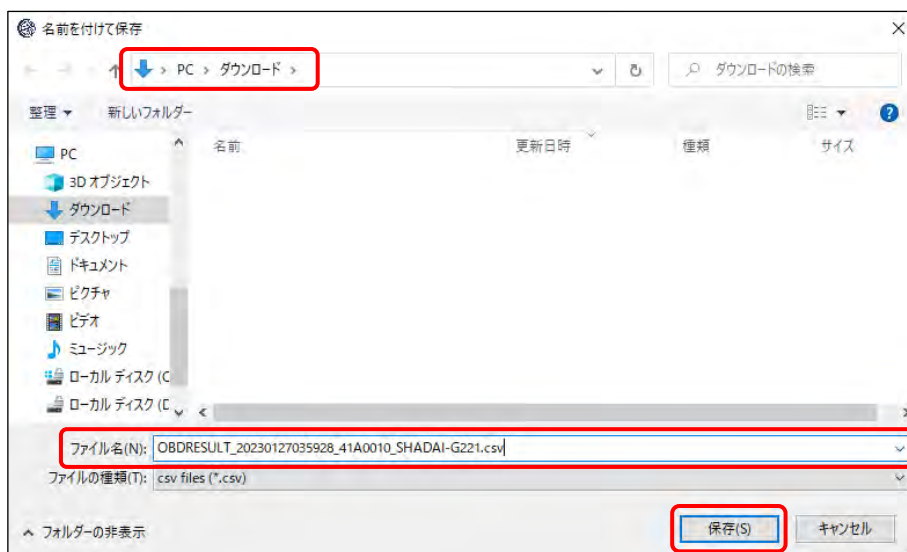 名前を付けて保存
PC › ダウンロード ›
ダウンロードの検索
整理
新しいフォルダー
名前 更新日時 種類 サイズ
PC
3D オブジェクト
ダウンロード
デスクトップ
ドキュメント
ピクチャ
ビデオ
ミュージック
ローカル ディスク (C
ローカル ディスク (D
ファイル名(N): OBDRESULT_20230127035928_41A0010_SHADAI-G221.csv
ファイルの種類(T): csv files (*.csv)
フォルダーの非表示
保存(S) キャンセル